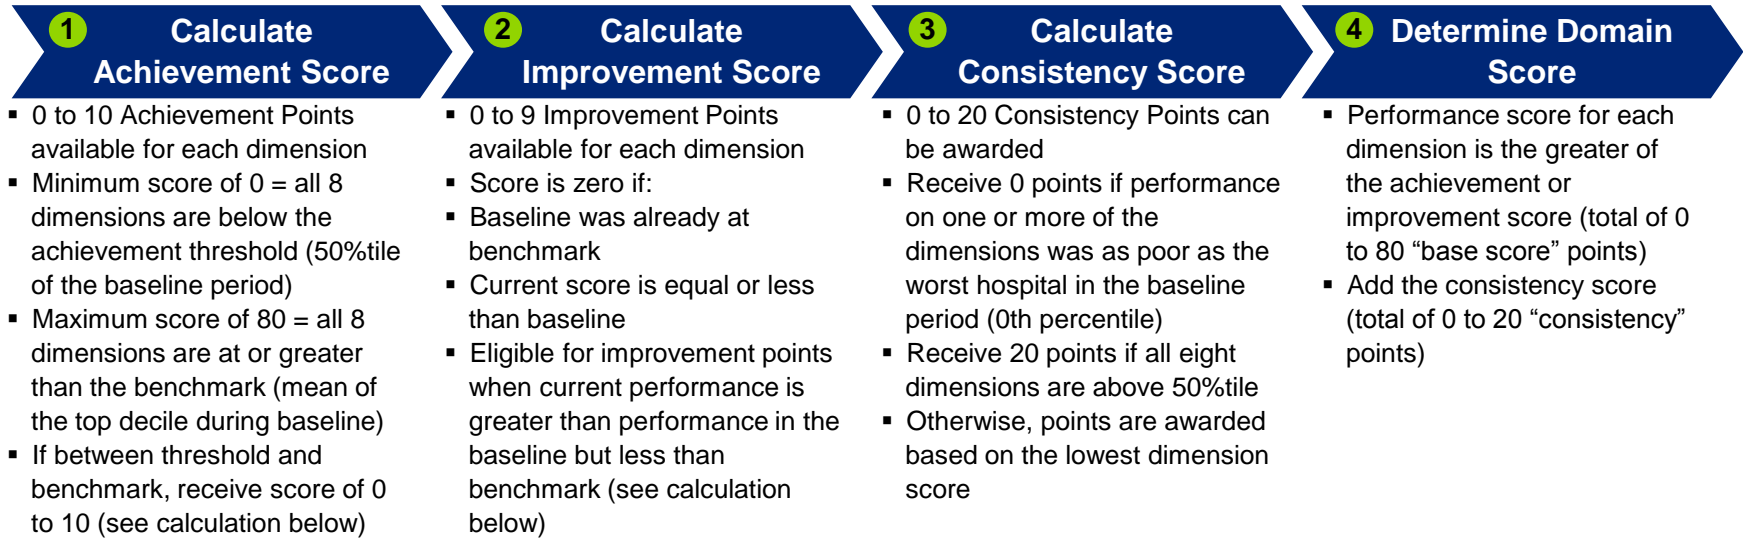 1 Calculate
Achievement Score
▪ 0 to 10 Achievement Points
available for each dimension
▪ Minimum score of 0 = all 8
dimensions are below the
achievement threshold (50%tile
of the baseline period)
▪ Maximum score of 80 = all 8
dimensions are at or greater
than the benchmark (mean of
the top decile during baseline)
▪ If between threshold and
benchmark, receive score of 0
to 10 (see calculation below)
2 Calculate
Improvement Score
▪ 0 to 9 Improvement Points
available for each dimension
▪ Score is zero if:
▪ Baseline was already at
benchmark
▪ Current score is equal or less
than baseline
▪ Eligible for improvement points
when current performance is
greater than performance in the
baseline but less than
benchmark (see calculation
below)
3 Calculate
Consistency Score
▪ 0 to 20 Consistency Points can
be awarded
▪ Receive 0 points if performance
on one or more of the
dimensions was as poor as the
worst hospital in the baseline
period (0th percentile)
▪ Receive 20 points if all eight
dimensions are above 50%tile
▪ Otherwise, points are awarded
based on the lowest dimension
score
4 Determine Domain
Score
▪ Performance score for each
dimension is the greater of
the achievement or
improvement score (total of 0
to 80 “base score” points)
▪ Add the consistency score
(total of 0 to 20 “consistency”
points)